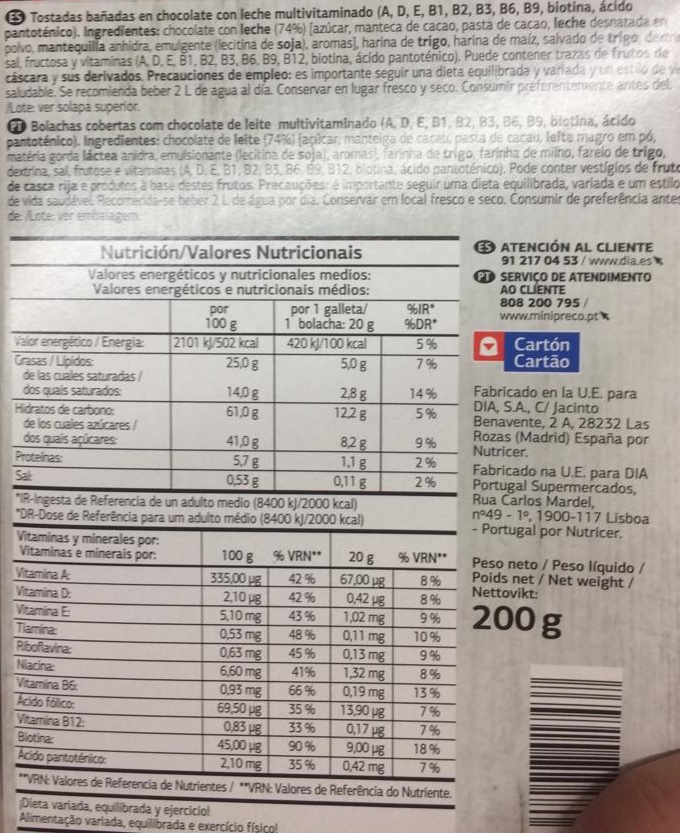 ES Tostadas bañadas en chocolate con leche multivitaminado (A, D, E, B1, B2, B3, B6, B9, biotina, ácido
pantoténico). Ingredientes: chocolate con leche (74%) [azúcar, manteca de cacao, pasta de cacao, leche desnatada en
polvo, mantequilla anhidra, emulgente (lecitina de soja), aromas], harina de trigo, harina de maíz, salvado de trigo,
sal, fructosa y vitaminas (A, D, E, B1, B2, B3, B6, B9, B12, biotina, ácido pantoténico). Puede contener trazas de frutos de
cáscara y sus derivados. Precauciones de empleo: es importante seguir una dieta equilibrada y variada y un estilo de
saludable. Se recomienda beber 2 L de agua al día. Conservar en lugar fresco y seco. Consumir preferentemente antes del:
/Lote: ver solapa superior.
PT Bolachas cobertas com chocolate de leite multivitaminado (A, D, E, B1, B2, B3, B6, B9, biotina, ácido
pantoténico). Ingredientes: chocolate de leite (74%) [açúcar, manteiga de cacau, pasta de cacau, leite magro em pó,
matéria gorda láctea anidra, emulsionante (lecitina de soja), aromas], farinha de trigo, farinha de milho, farelo de trigo,
dextrina, sal, frutose e vitaminas (A, D, E, B1, B2, B3, B6, B9, B12, biotina, ácido pantoténico). Pode conter vestígios de
de casca rija e produtos à base destes frutos. Precauções: é importante seguir uma dieta equilibrada, variada e um estilo
de vida saudável. Recomenda-se beber 2 L de água por dia. Conservar em local fresco e seco. Consumir de preferência antes
de: /Lote: ver embalagem.
Nutrición/Valores Nutricionais
Valores energéticos y nutricionales medios:
Valores energéticos e nutricionais médios:
por 100 g por 1 galleta/ 1 bolacha: 20 g %IR* %DR*
Valor energético / Energia: 2101 kJ/502 kcal 420 kJ/100 kcal 5 %
Grasas / Lípidos: 25,0 g 5,0 g 7 %
de las cuales saturadas /
dos quais saturados: 14,0 g 2,8 g 14 %
Hidratos de carbono: 61,0 g 12,2 g 5 %
de los cuales azúcares /
dos quais açúcares: 41,0 g 8,2 g 9 %
Proteínas: 5,7 g 1,1 g 2 %
Sal: 0,53 g 0,11 g 2 %
*IR-Ingesta de Referencia de un adulto medio (8400 kJ/2000 kcal)
*DR-Dose de Referência para um adulto médio (8400 kJ/2000 kcal)
Vitaminas y minerales por:
Vitaminas e minerais por: 100 g % VRN** 20 g % VRN**
Vitamina A: 335,00 µg 42 % 67,00 µg 8 %
Vitamina D: 2,10 µg 42 % 0,42 µg 8 %
Vitamina E: 5,10 mg 43 % 1,02 mg 9 %
Tiamina: 0,53 mg 48 % 0,11 mg 10 %
Riboflavina: 0,63 mg 45 % 0,13 mg 9 %
Niacina: 6,60 mg 41% 1,32 mg 8 %
Vitamina B6: 0,93 mg 66 % 0,19 mg 13 %
Ácido fólico: 69,50 µg 35 % 13,90 µg 7 %
Vitamina B12: 0,83 µg 33 % 0,17 µg 7 %
Biotina: 45,00 µg 90 % 9,00 µg 18 %
Ácido pantoténico: 2,10 mg 35 % 0,42 mg 7 %
**VRN: Valores de Referencia de Nutrientes / **VRN: Valores de Referência do Nutriente.
¡Dieta variada, equilibrada y ejercicio!
Alimentação variada, equilibrada e exercício físico!
ES ATENCIÓN AL CLIENTE
91 217 04 53 / www.dia.es
PT SERVIÇO DE ATENDIMENTO
AO CLIENTE
808 200 795 /
www.minipreco.pt
Cartón
Cartão
Fabricado en la U.E. para
DIA, S.A., C/ Jacinto
Benavente, 2 A, 28232 Las
Rozas (Madrid) España por
Nutricer.
Fabricado na U.E. para DIA
Portugal Supermercados,
Rua Carlos Mardel,
nº49 - 1º, 1900-117 Lisboa
- Portugal por Nutricer.
Peso neto / Peso líquido /
Poids net / Net weight /
Nettovikt:
200 g